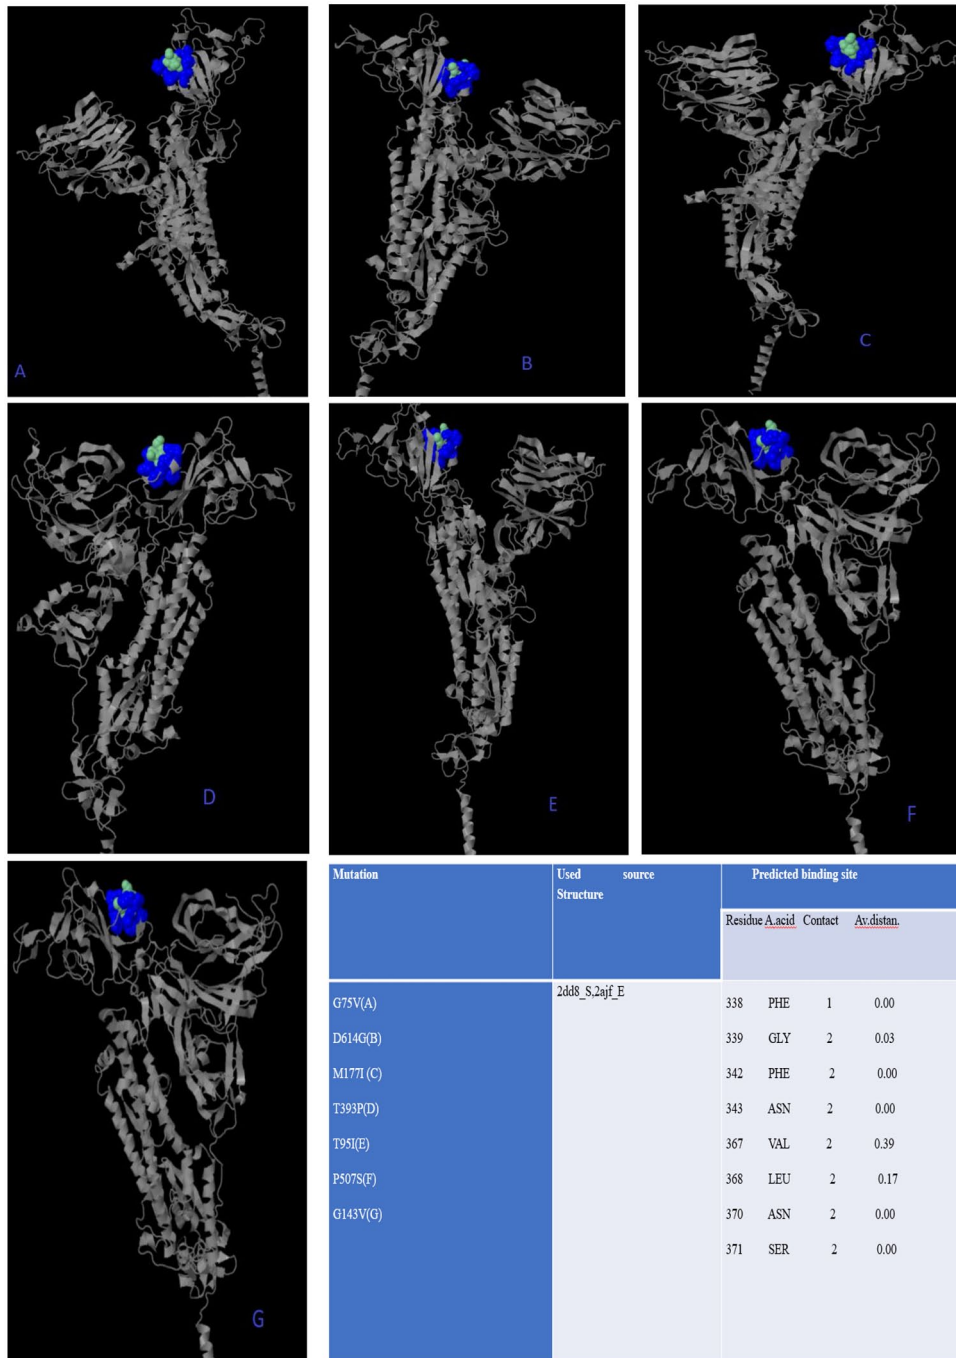 A
B
C
D
E
F
G
Mutation
Used source
Structure
Predicted binding site
Residue A.acid Contact Av.distan.
G75V(A)
D614G(B)
M177I (C)
T393P(D)
T95I(E)
P507S(F)
G143V(G)
2dd8_S,2ajf_E
338 PHE 1 0.00
339 GLY 2 0.03
342 PHE 2 0.00
343 ASN 2 0.00
367 VAL 2 0.39
368 LEU 2 0.17
370 ASN 2 0.00
371 SER 2 0.00